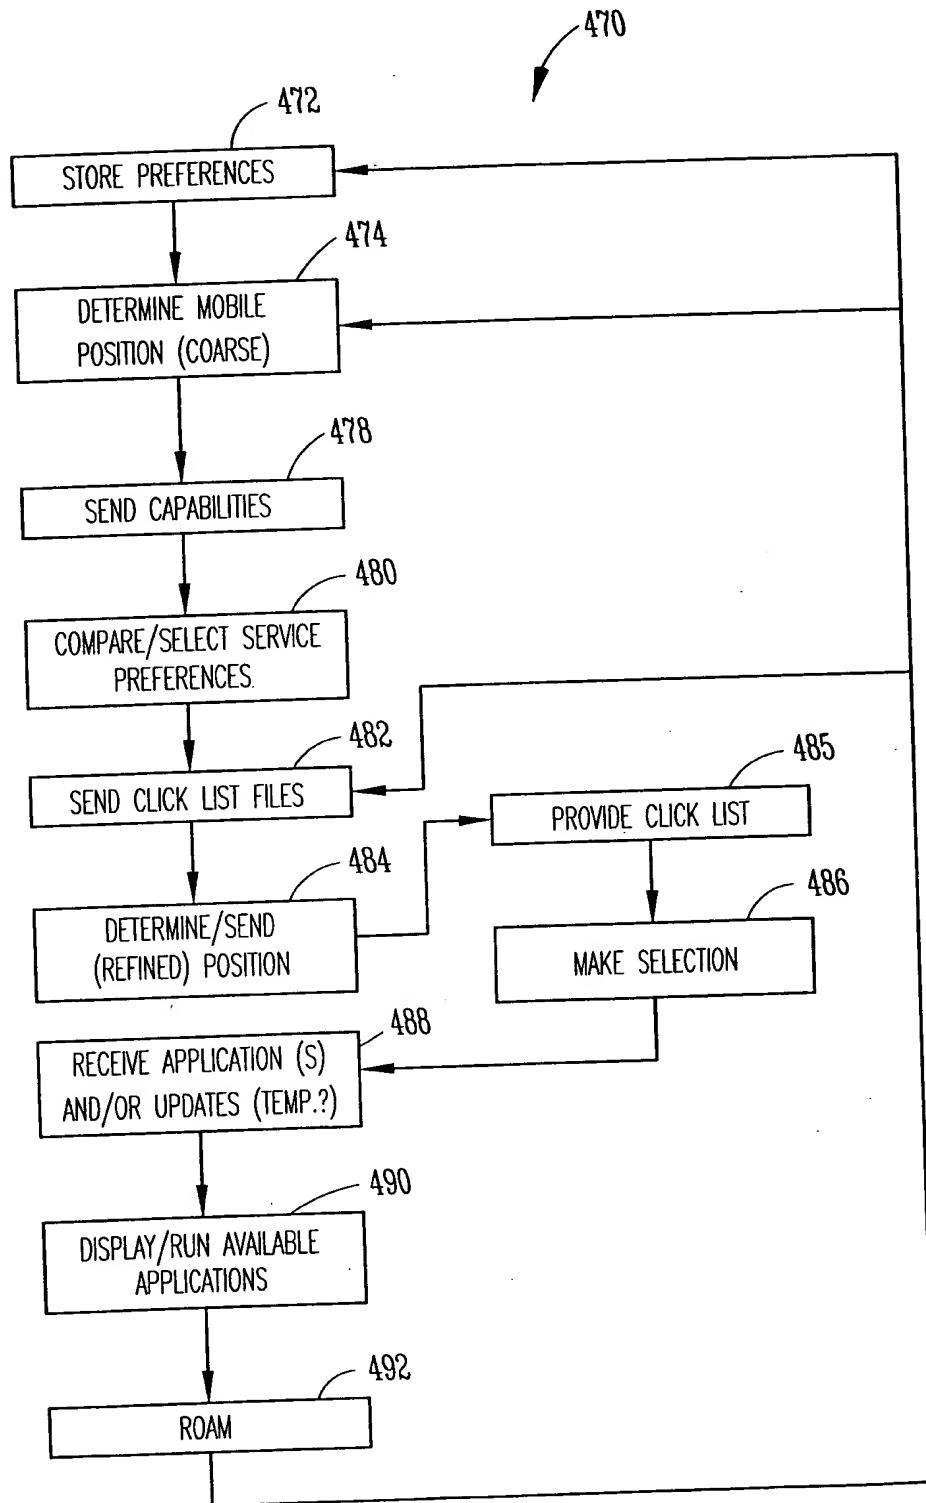 470
472
STORE PREFERENCES
474
DETERMINE MOBILE
POSITION (COARSE)
478
SEND CAPABILITIES
480
COMPARE/SELECT SERVICE
PREFERENCES.
482
SEND CLICK LIST FILES
484
DETERMINE/SEND
(REFINED) POSITION
485
PROVIDE CLICK LIST
486
MAKE SELECTION
488
RECEIVE APPLICATION (S)
AND/OR UPDATES (TEMP.?)
490
DISPLAY/RUN AVAILABLE
APPLICATIONS
492
ROAM